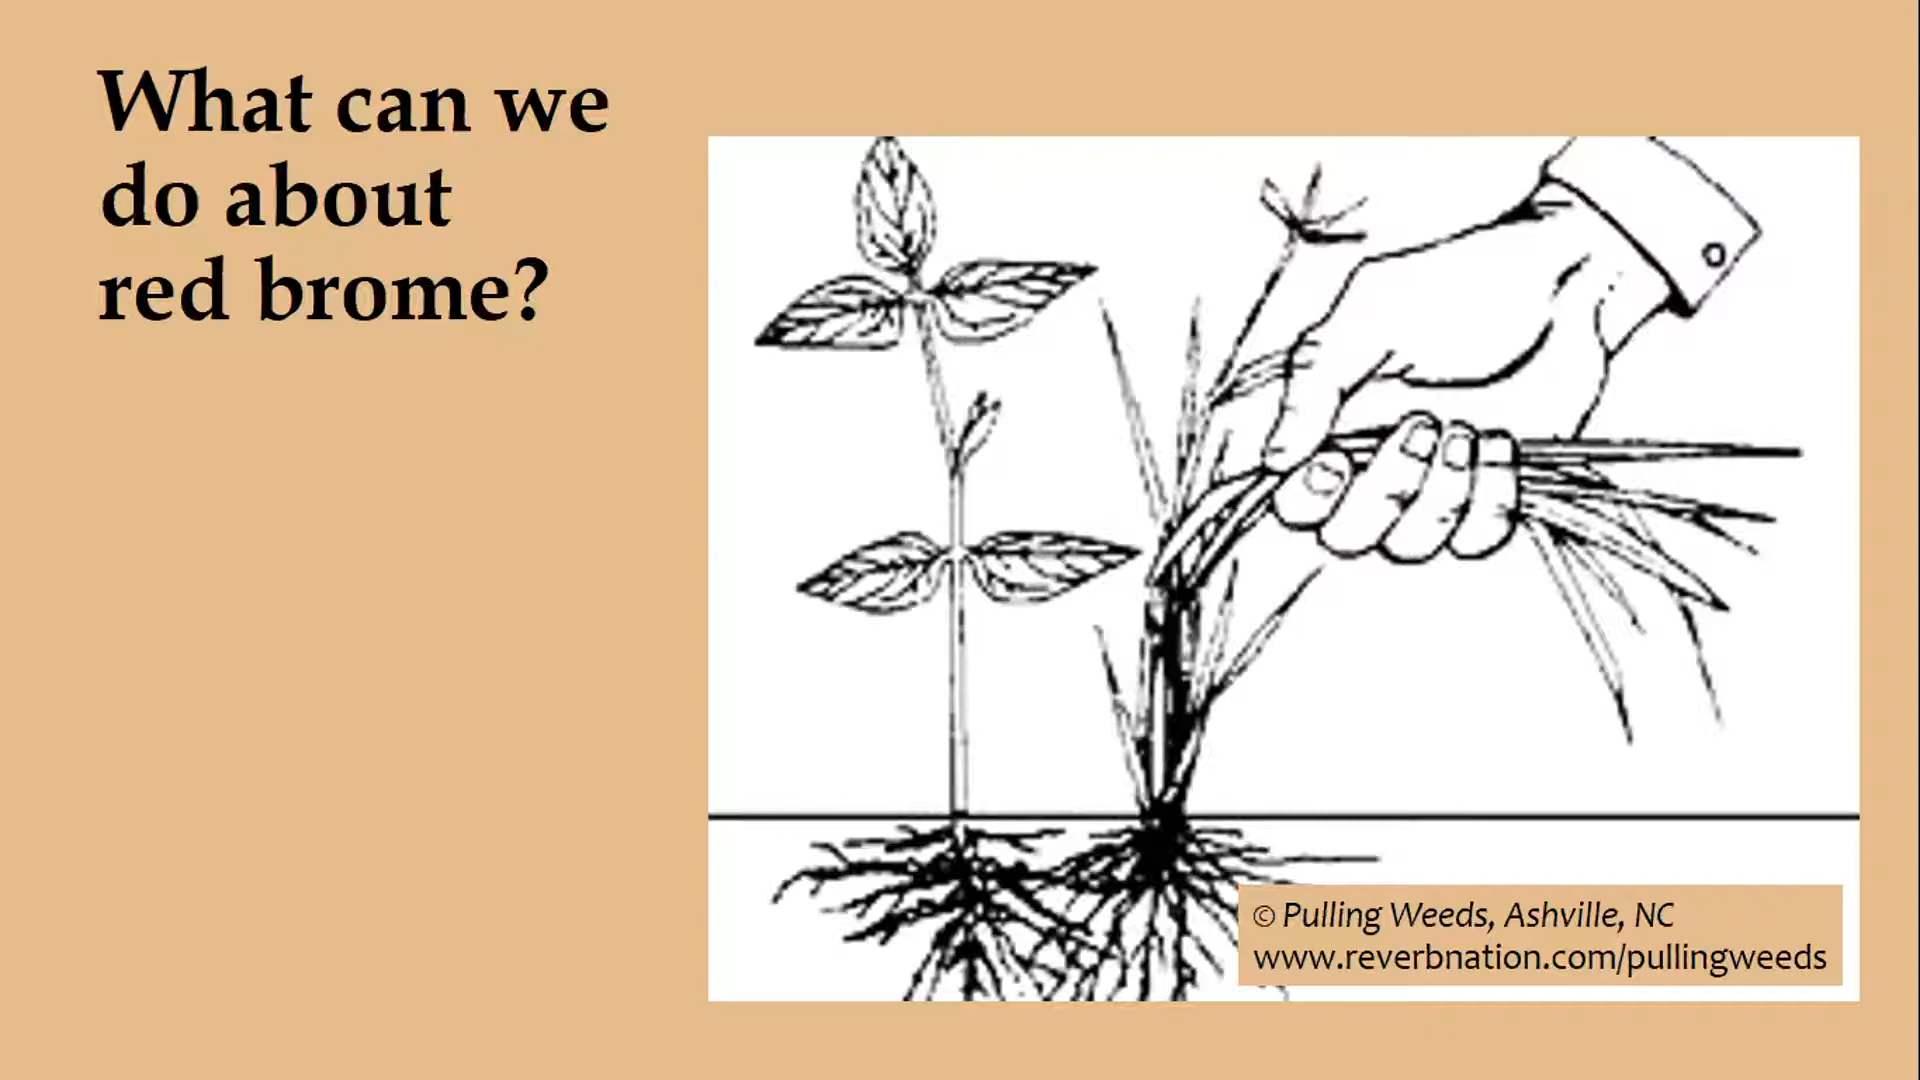 What can we
do about
red brome?
© Pulling Weeds, Ashville, NC
www.reverbnation.com/pullingweeds